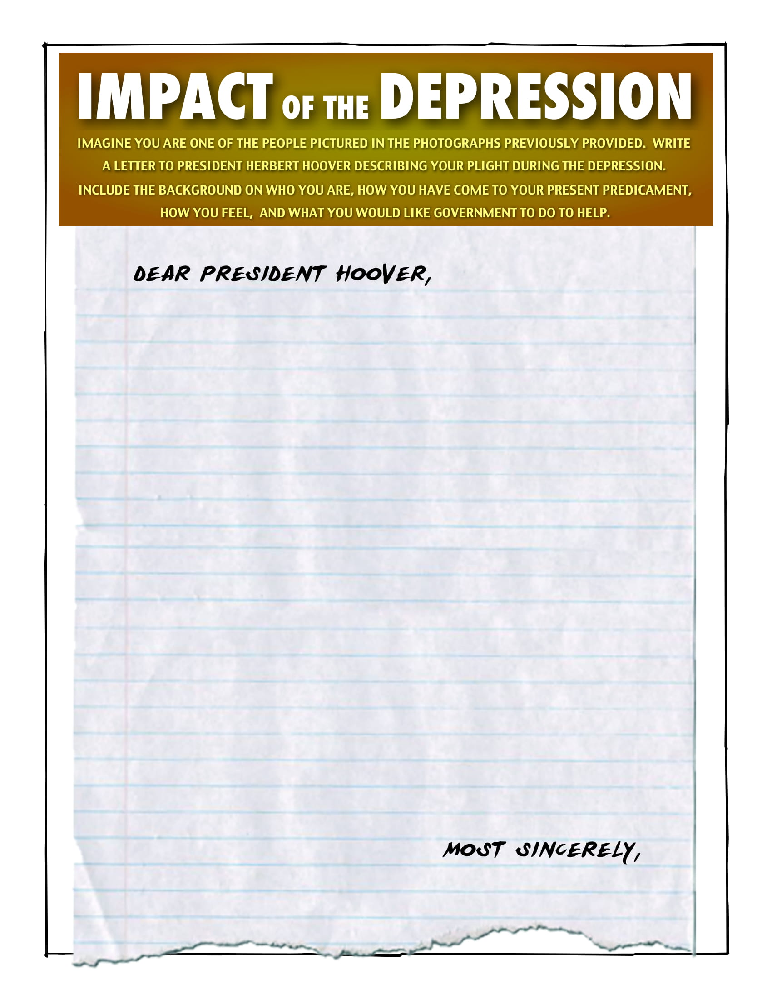 IMPACT OF THE DEPRESSION
IMAGINE YOU ARE ONE OF THE PEOPLE PICTURED IN THE PHOTOGRAPHS PREVIOUSLY PROVIDED. WRITE
A LETTER TO PRESIDENT HERBERT HOOVER DESCRIBING YOUR PLIGHT DURING THE DEPRESSION.
INCLUDE THE BACKGROUND ON WHO YOU ARE, HOW YOU HAVE COME TO YOUR PRESENT PREDICAMENT,
HOW YOU FEEL, AND WHAT YOU WOULD LIKE GOVERNMENT TO DO TO HELP.
DEAR PRESIDENT HOOVER,
MOST SINCERELY,